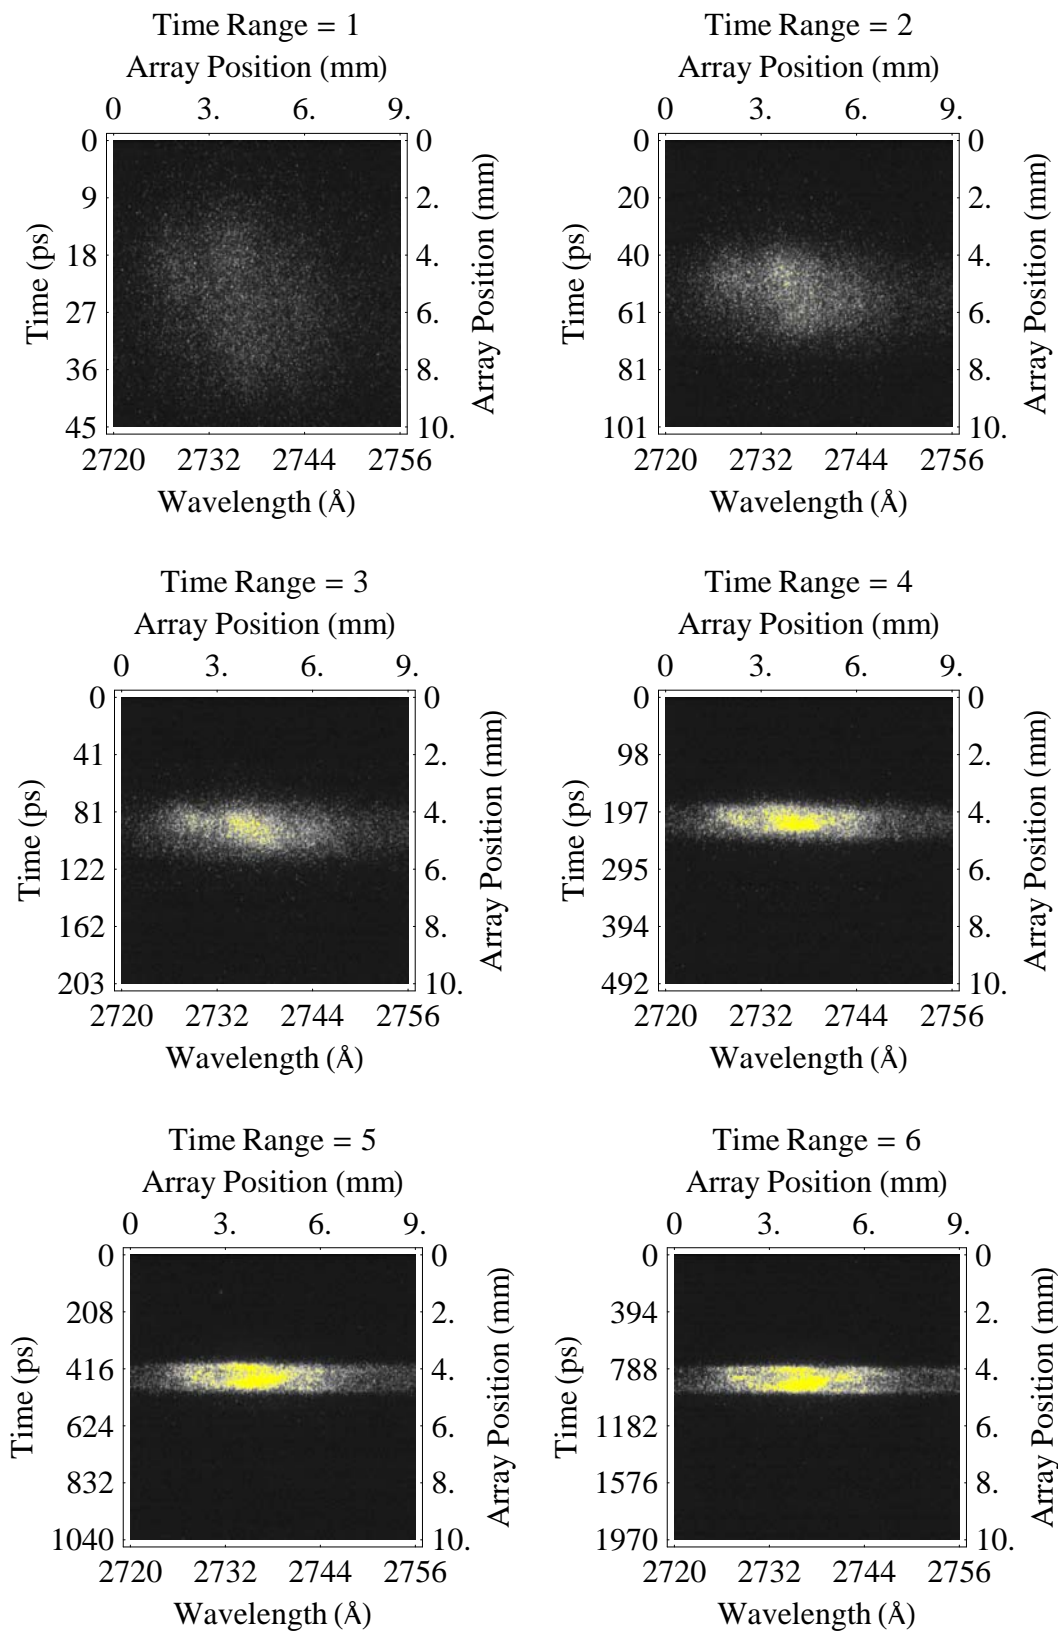 Time Range = 1
Array Position (mm)
0 3. 6. 9.
Time (ps)
0 9 18 27 36 45
0 2. 4. 6. 8. 10.
Array Position (mm)
2720 2732 2744 2756
Wavelength (Å)
Time Range = 2
Array Position (mm)
0 3. 6. 9.
Time (ps)
0 20 40 61 81 101
0 2. 4. 6. 8. 10.
Array Position (mm)
2720 2732 2744 2756
Wavelength (Å)
Time Range = 3
Array Position (mm)
0 3. 6. 9.
Time (ps)
0 41 81 122 162 203
0 2. 4. 6. 8. 10.
Array Position (mm)
2720 2732 2744 2756
Wavelength (Å)
Time Range = 4
Array Position (mm)
0 3. 6. 9.
Time (ps)
0 98 197 295 394 492
0 2. 4. 6. 8. 10.
Array Position (mm)
2720 2732 2744 2756
Wavelength (Å)
Time Range = 5
Array Position (mm)
0 3. 6. 9.
Time (ps)
0 208 416 624 832 1040
0 2. 4. 6. 8. 10.
Array Position (mm)
2720 2732 2744 2756
Wavelength (Å)
Time Range = 6
Array Position (mm)
0 3. 6. 9.
Time (ps)
0 394 788 1182 1576 1970
0 2. 4. 6. 8. 10.
Array Position (mm)
2720 2732 2744 2756
Wavelength (Å)